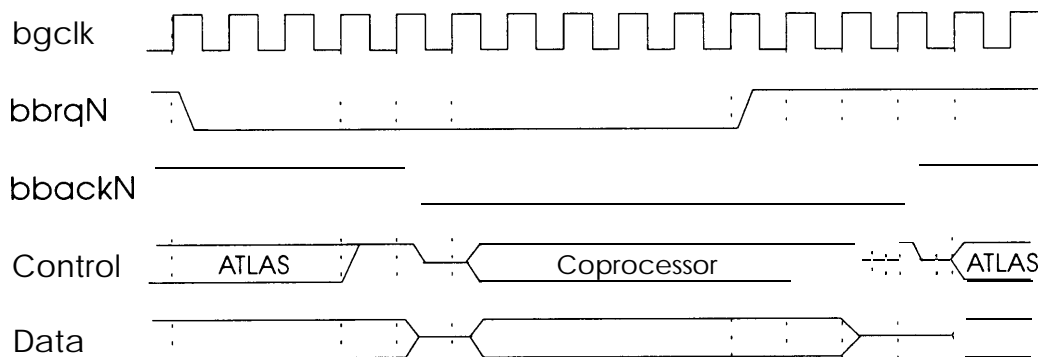 bgclk
bbrqN
bbackN
Control ATLAS Coprocessor ATLAS
Data